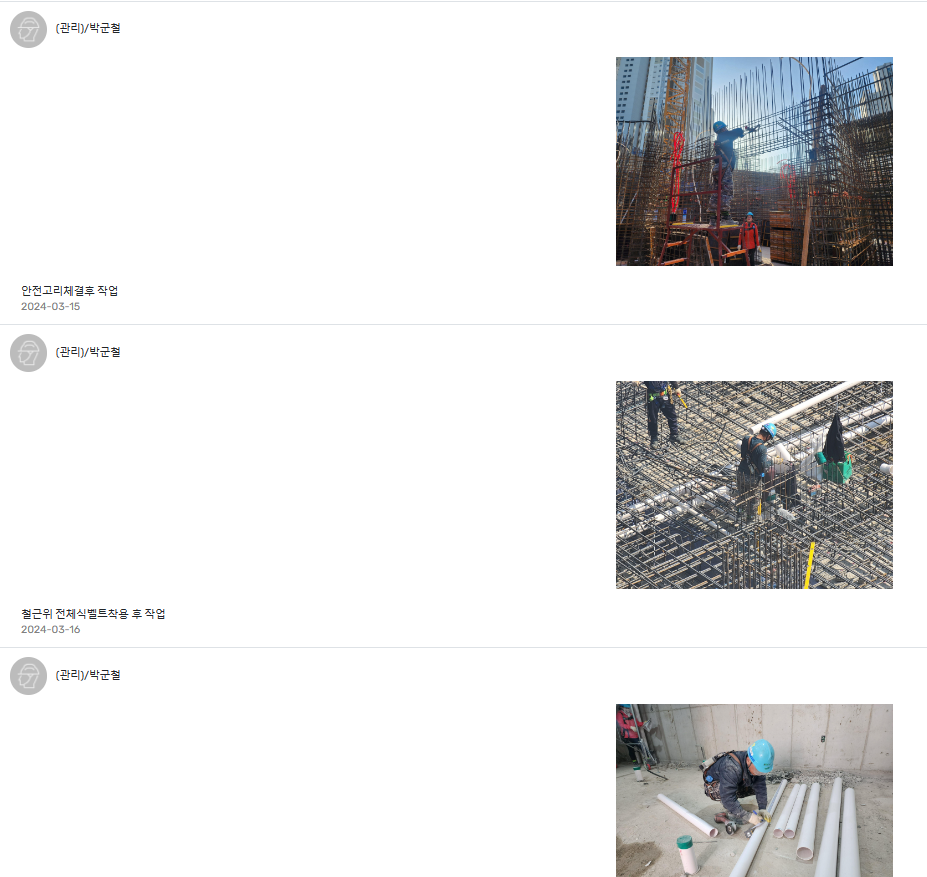 (관리)/박군철
안전고리체결후 작업
2024-03-15
(관리)/박군철
철근위 전체식벨트착용 후 작업
2024-03-16
(관리)/박군철